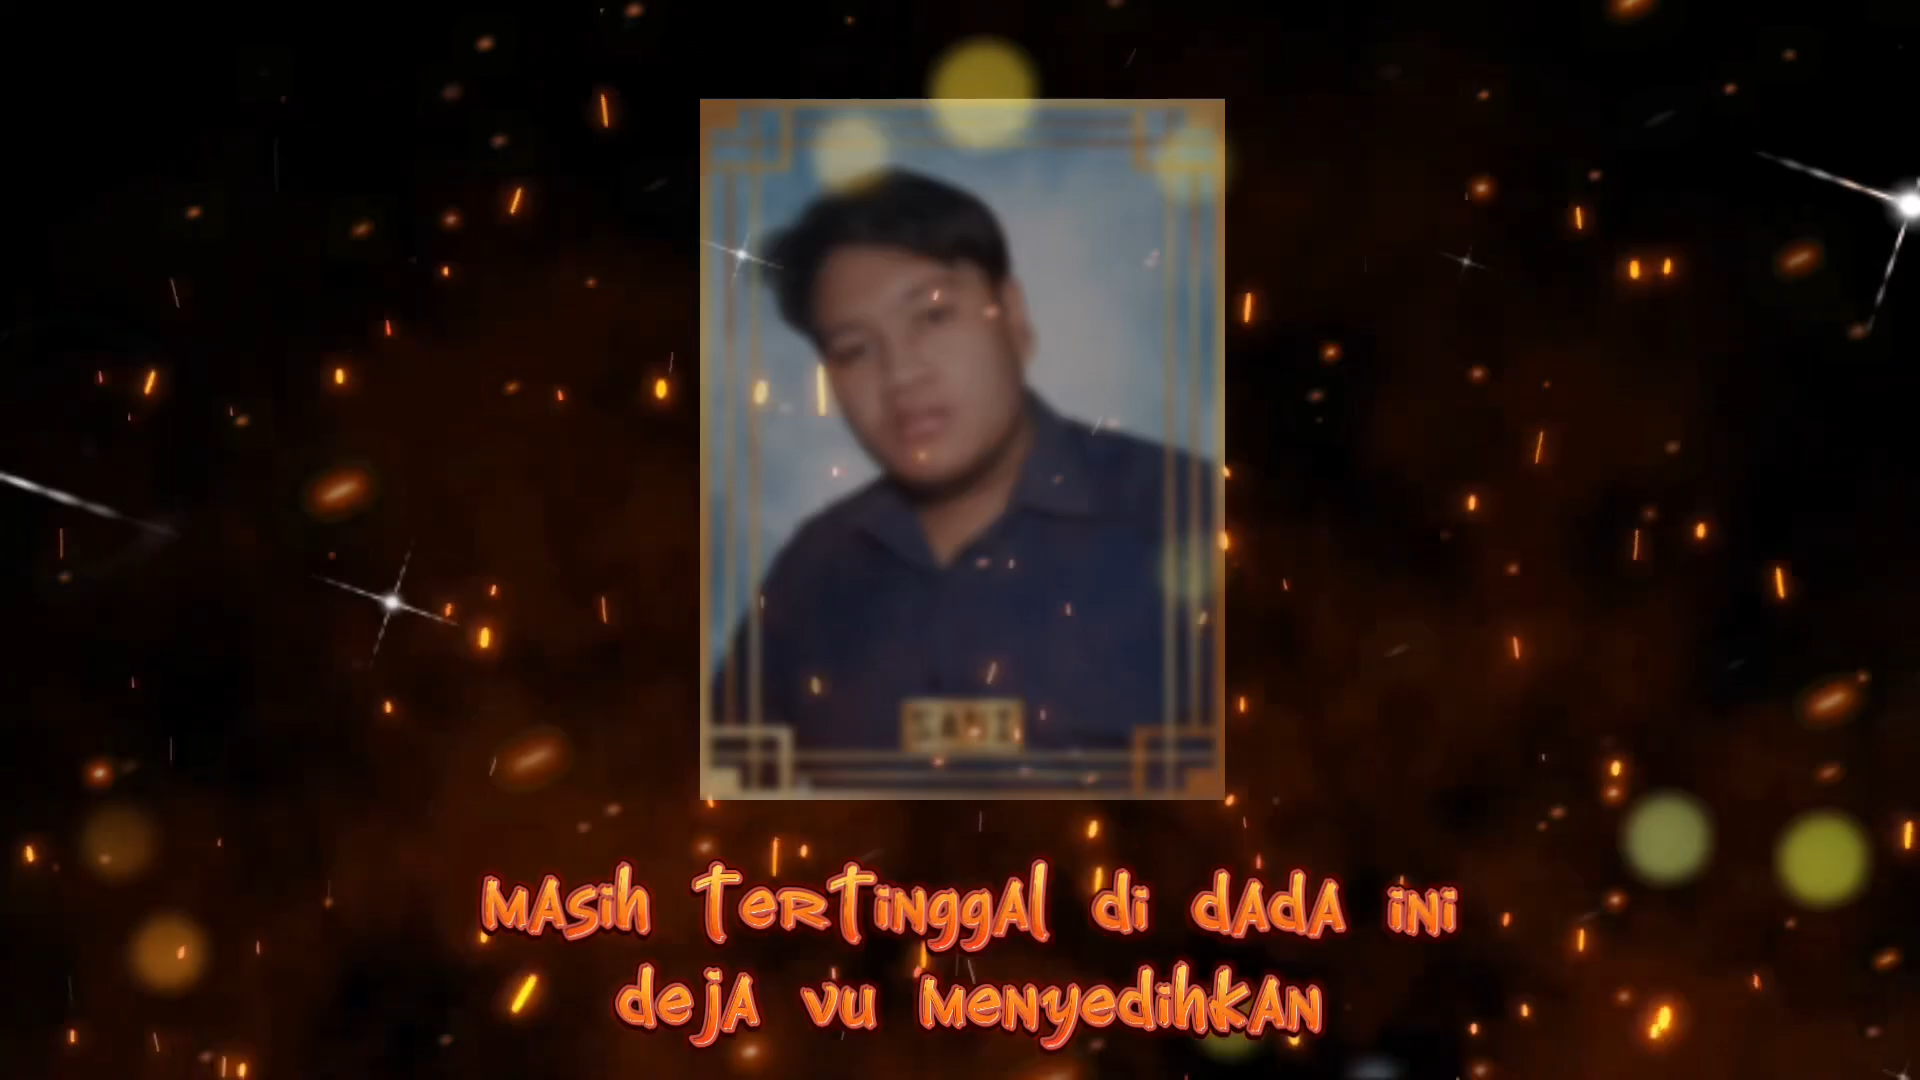 masih tertinggal di dada ini
deja vu menyedihkan